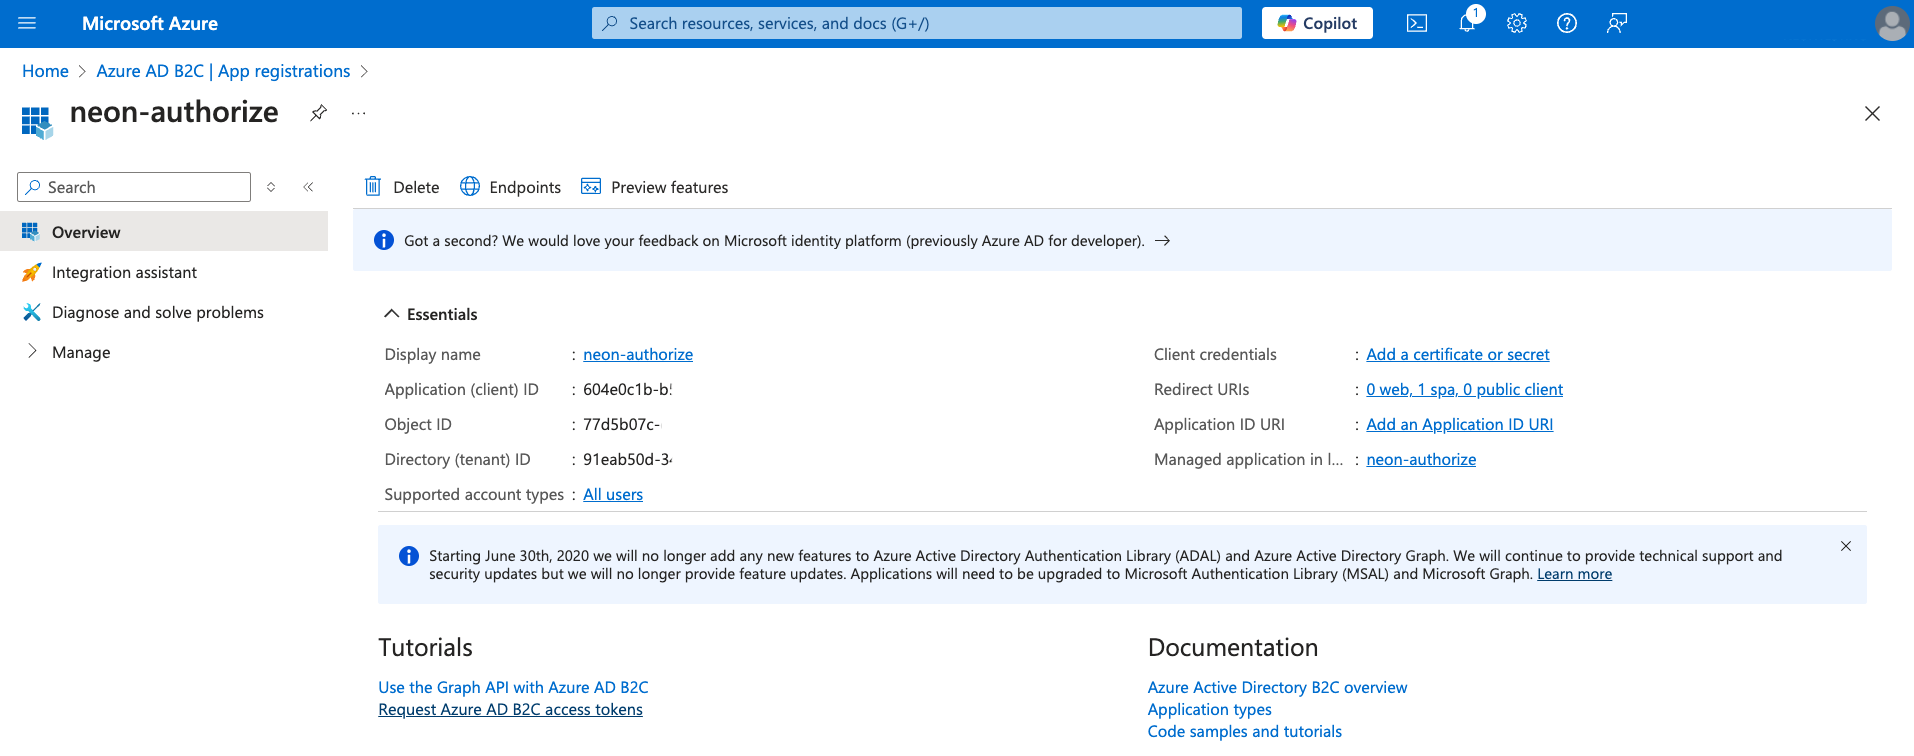 Microsoft Azure
Search resources, services, and docs (G+/)
Copilot
1
Home > Azure AD B2C | App registrations >
neon-authorize
...
Search
Delete
Endpoints
Preview features
Overview
Integration assistant
Diagnose and solve problems
Manage
Got a second? We would love your feedback on Microsoft identity platform (previously Azure AD for developer). →
Essentials
Display name : neon-authorize
Application (client) ID : 604e0c1b-b
Object ID : 77d5b07c-
Directory (tenant) ID : 91eab50d-3
Supported account types : All users
Client credentials : Add a certificate or secret
Redirect URIs : 0 web, 1 spa, 0 public client
Application ID URI : Add an Application ID URI
Managed application in l... : neon-authorize
Starting June 30th, 2020 we will no longer add any new features to Azure Active Directory Authentication Library (ADAL) and Azure Active Directory Graph. We will continue to provide technical support and
security updates but we will no longer provide feature updates. Applications will need to be upgraded to Microsoft Authentication Library (MSAL) and Microsoft Graph. Learn more
Tutorials
Use the Graph API with Azure AD B2C
Request Azure AD B2C access tokens
Documentation
Azure Active Directory B2C overview
Application types
Code samples and tutorials